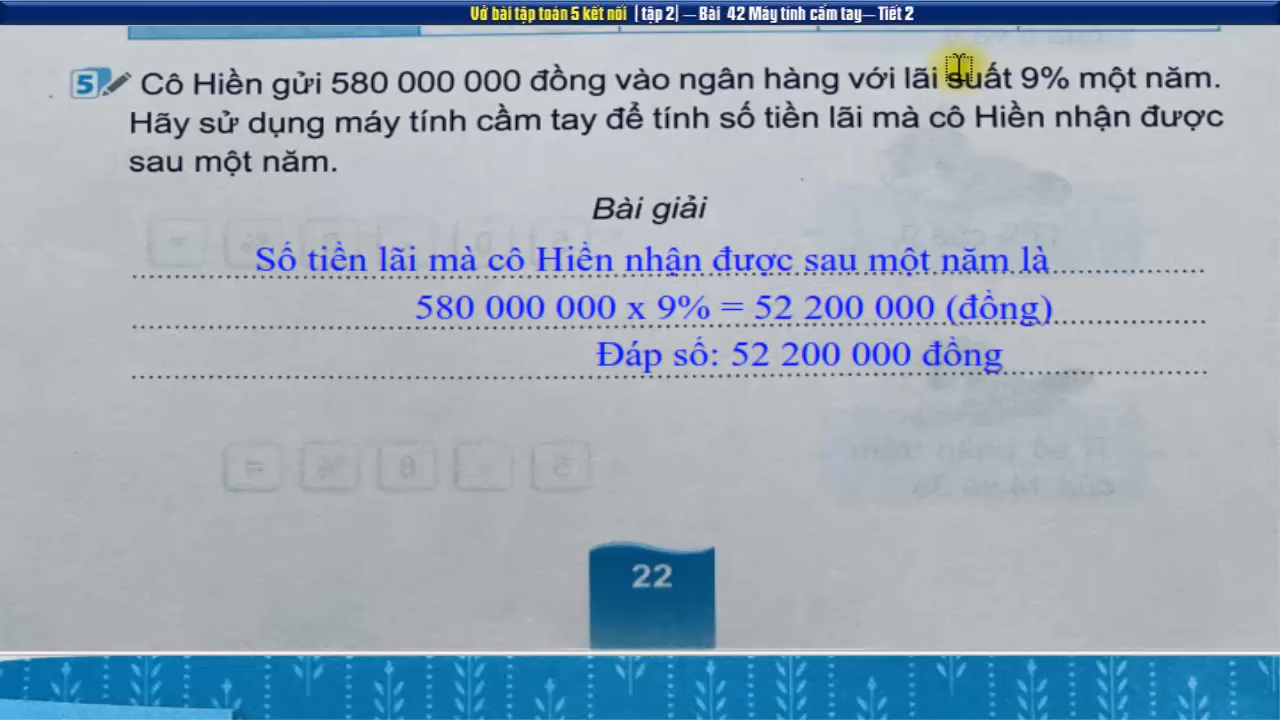 Vở bài tập toán 5 kết nối (tập 2) – Bài 42 Máy tính cầm tay– Tiết 2
5 Cô Hiền gửi 580 000 000 đồng vào ngân hàng với lãi suất 9% một năm.
Hãy sử dụng máy tính cầm tay để tính số tiền lãi mà cô Hiền nhận được
sau một năm.
Bài giải
Số tiền lãi mà cô Hiền nhận được sau một năm là
580 000 000 x 9% = 52 200 000 (đồng)
Đáp số: 52 200 000 đồng
22